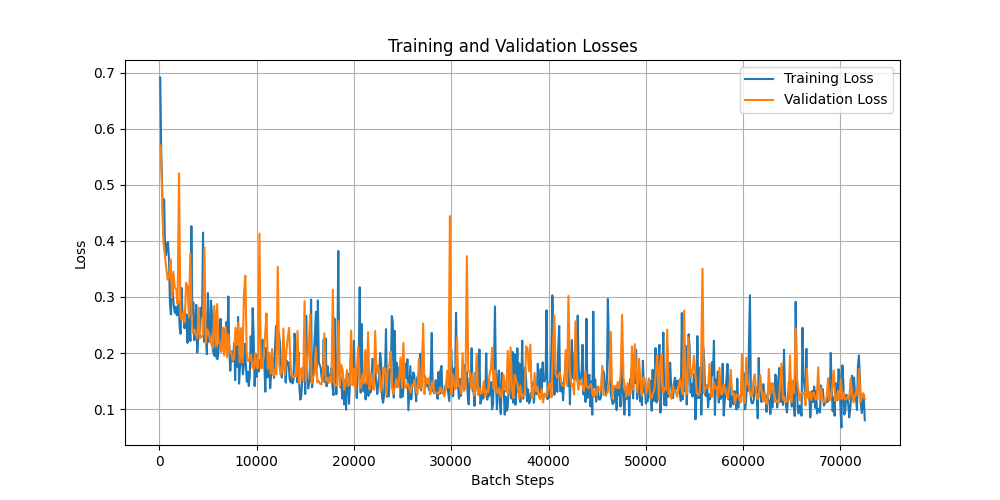 Training and Validation Losses
Training Loss
Validation Loss
Loss
0.7
0.6
0.5
0.4
0.3
0.2
0.1
0 10000 20000 30000 40000 50000 60000 70000
Batch Steps